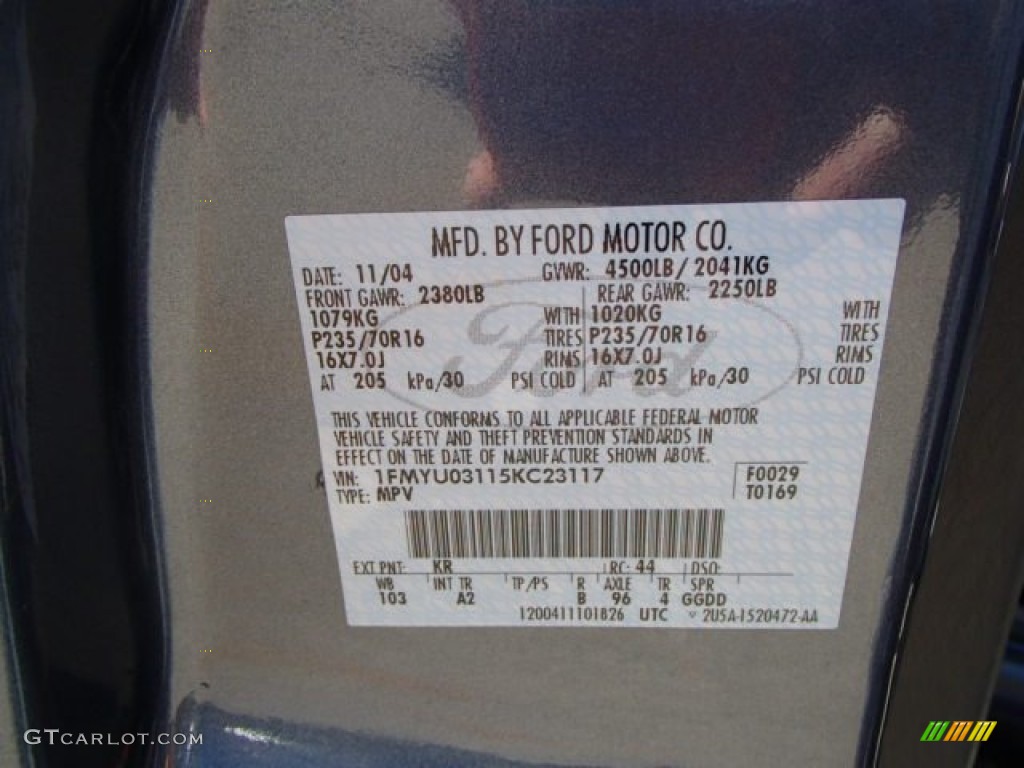 MFD. BY FORD MOTOR CO.
DATE: 11/04 GVWR: 4500LB/ 2041KG
FRONT GAWR: 2380LB REAR GAWR: 2250LB
1079KG WITH 1020KG WITH
P235/70R16 TIRES P235/70R16 TIRES
16X7.0J RIMS 16X7.0J RIMS
AT 205 kPa/30 PSI COLD AT 205 kPa/30 PSI COLD
Ford
THIS VEHICLE CONFORMS TO ALL APPLICABLE FEDERAL MOTOR
VEHICLE SAFETY AND THEFT PREVENTION STANDARDS IN
EFFECT ON THE DATE OF MANUFACTURE SHOWN ABOVE.
VIN: 1FMYU03115KC23117 F0029
TYPE: MPV T0169
EXT PNT: KR RC: 44 DSO:
WB INT TR TP/PS R AXLE TR SPR
103 A2 B 96 4 GGDD
1200411101826 UTC 2U5A-1520472-AA
GTCARLOT.COM